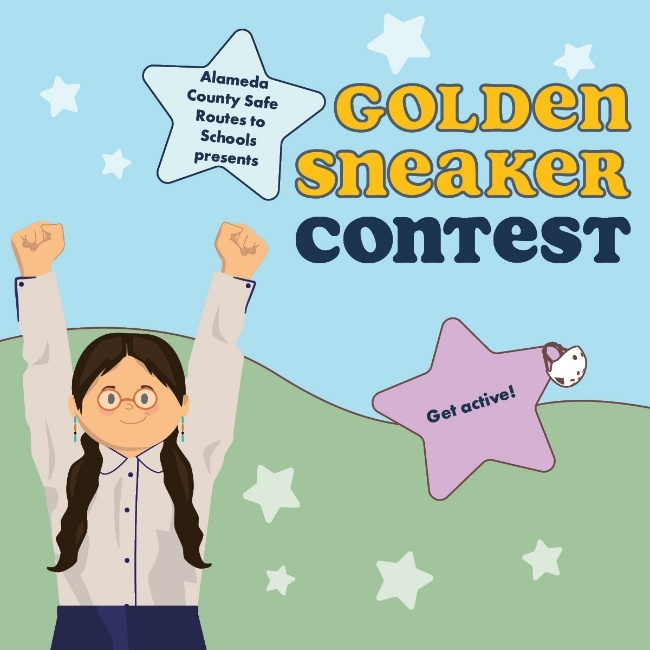 Alameda
County Safe
Routes to
Schools
presents
GOLDEN
SNEAKER
CONTEST
Get active!